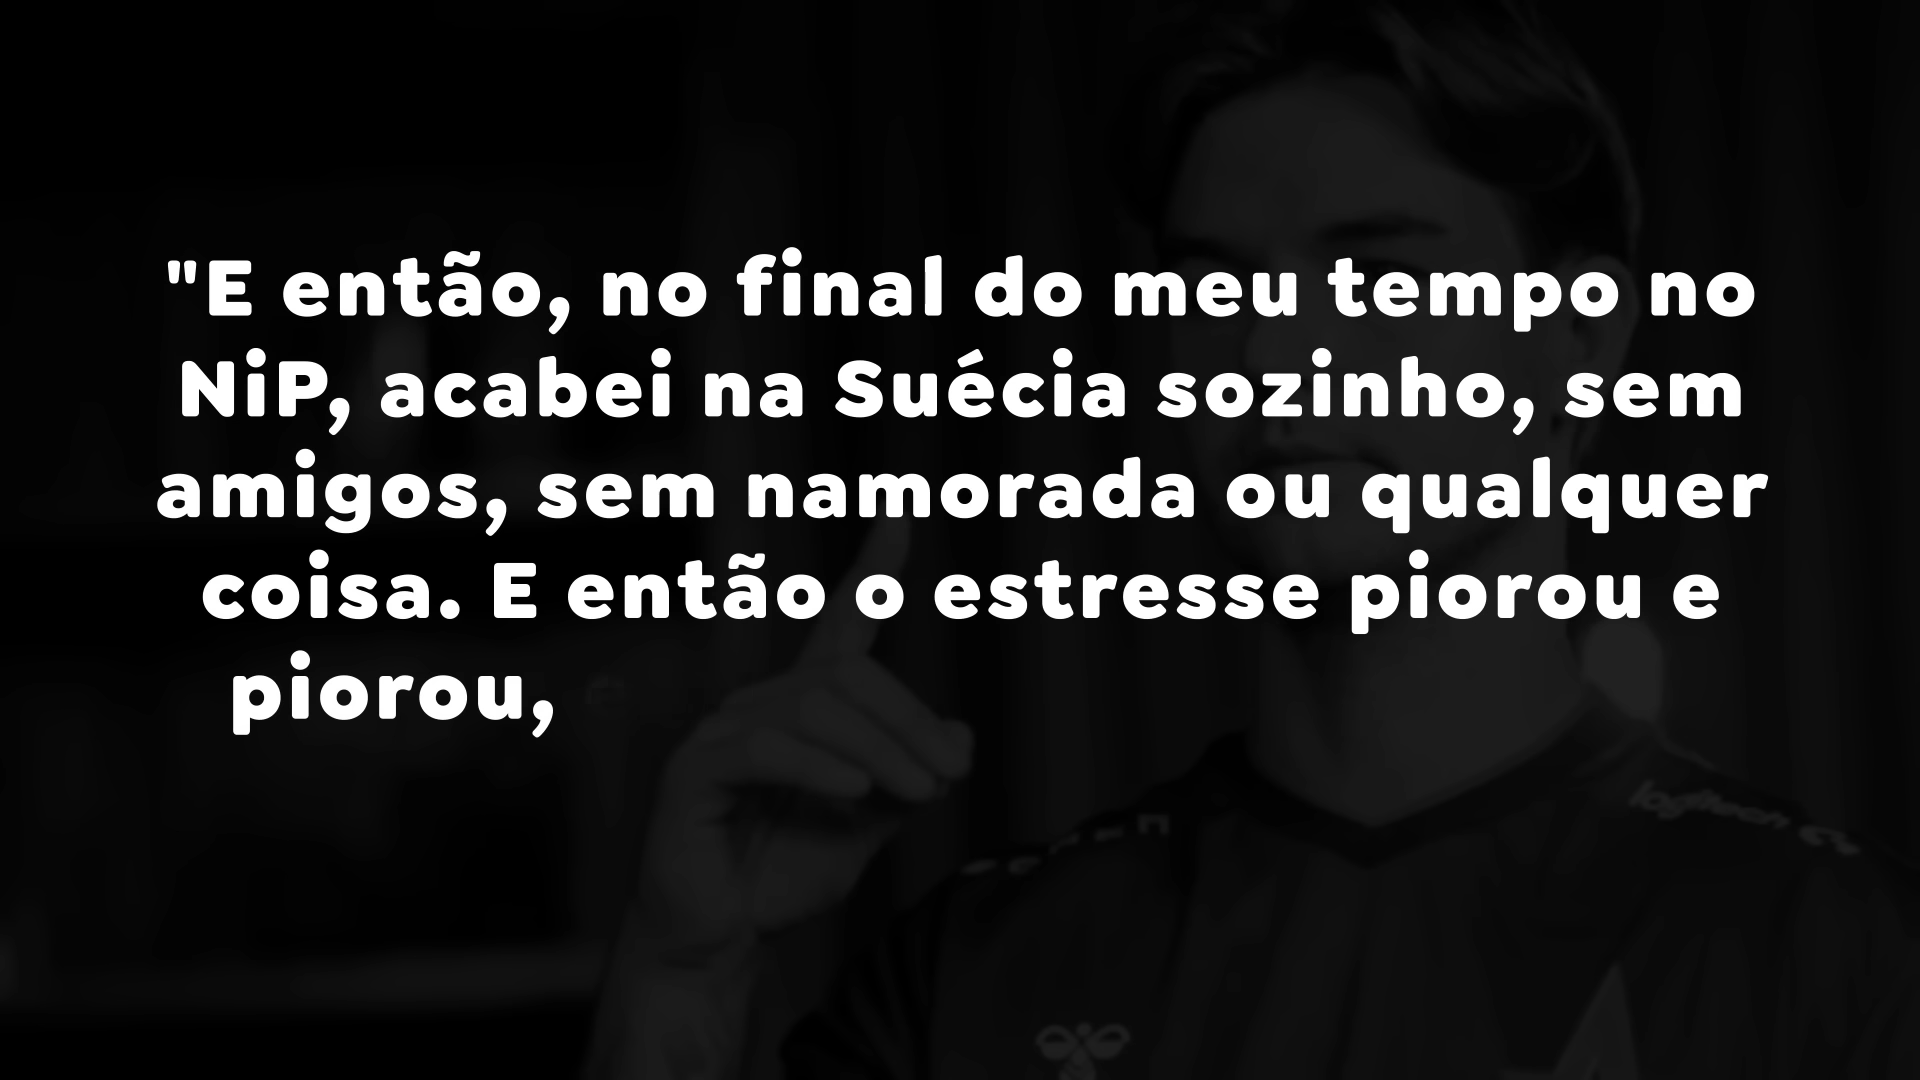 "E então, no final do meu tempo no
NiP, acabei na Suécia sozinho, sem
amigos, sem namorada ou qualquer
coisa. E então o estresse piorou e
piorou,
logitech G